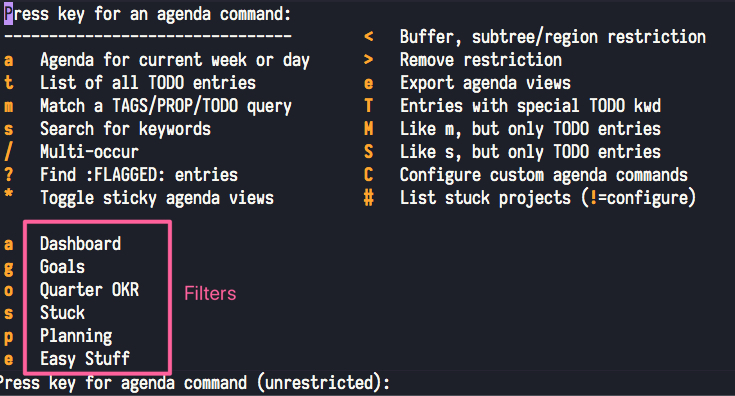 Press key for an agenda command:
-------------------------------- < Buffer, subtree/region restriction
a Agenda for current week or day > Remove restriction
t List of all TODO entries e Export agenda views
m Match a TAGS/PROP/TODO query T Entries with special TODO kwd
s Search for keywords M Like m, but only TODO entries
/ Multi-occur S Like s, but only TODO entries
? Find :FLAGGED: entries C Configure custom agenda commands
* Toggle sticky agenda views # List stuck projects (!=configure)
a Dashboard
g Goals
o Quarter OKR
Filters
s Stuck
p Planning
e Easy Stuff
Press key for agenda command (unrestricted):